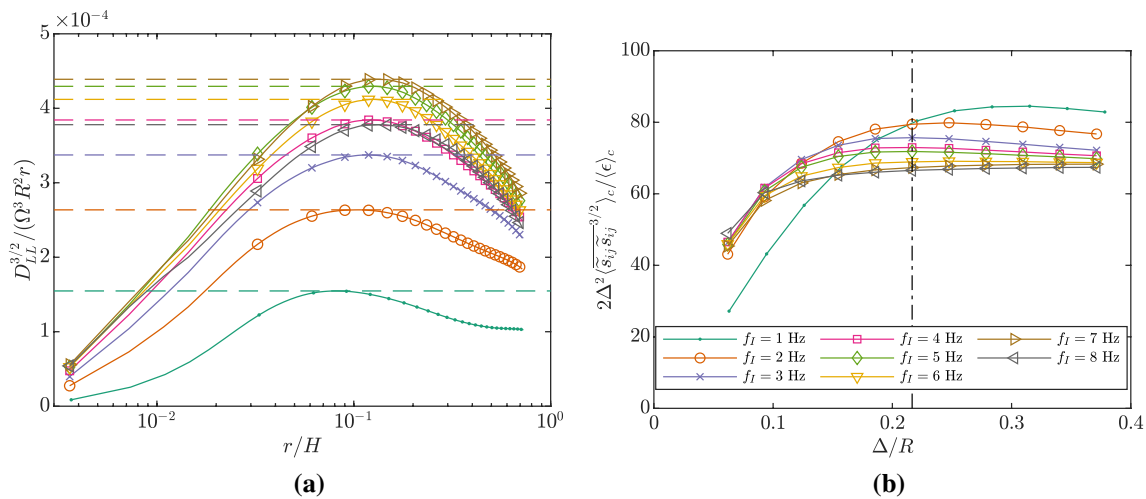 ×10⁻⁴
5
4
3
2
1
0
D_{LL}^{3/2}/(Ω³R²r)
10⁻² 10⁻¹ 10⁰
r/H
(a)
100
80
60
40
20
0
2Δ²⟨\overline{\widetilde{s}_{ij}\widetilde{s}_{ij}}^{3/2}⟩_c/⟨ϵ⟩_c
f_I = 1 Hz f_I = 4 Hz f_I = 7 Hz
f_I = 2 Hz f_I = 5 Hz f_I = 8 Hz
f_I = 3 Hz f_I = 6 Hz
0 0.1 0.2 0.3 0.4
Δ/R
(b)